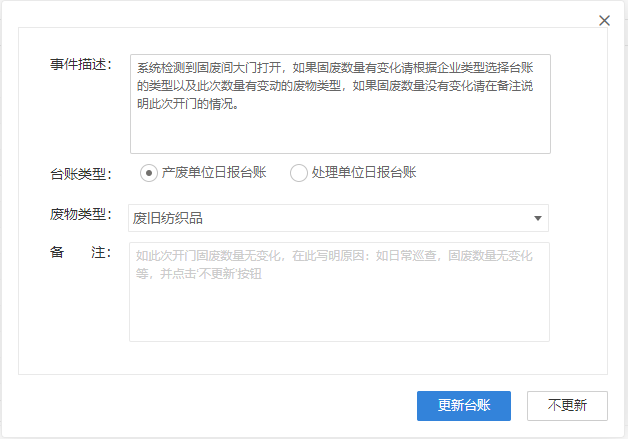 事件描述：
系统检测到固废间大门打开，如果固废数量有变化请根据企业类型选择台账
的类型以及此次数量有变动的废物类型，如果固废数量没有变化请在备注说
明此次开门的情况。
台账类型： 产废单位日报台账 处理单位日报台账
废物类型： 废旧纺织品
备 注：
如此次开门固废数量无变化，在此写明原因：如日常巡查，固废数量无变化
等，并点击'不更新'按钮
更新台账 不更新